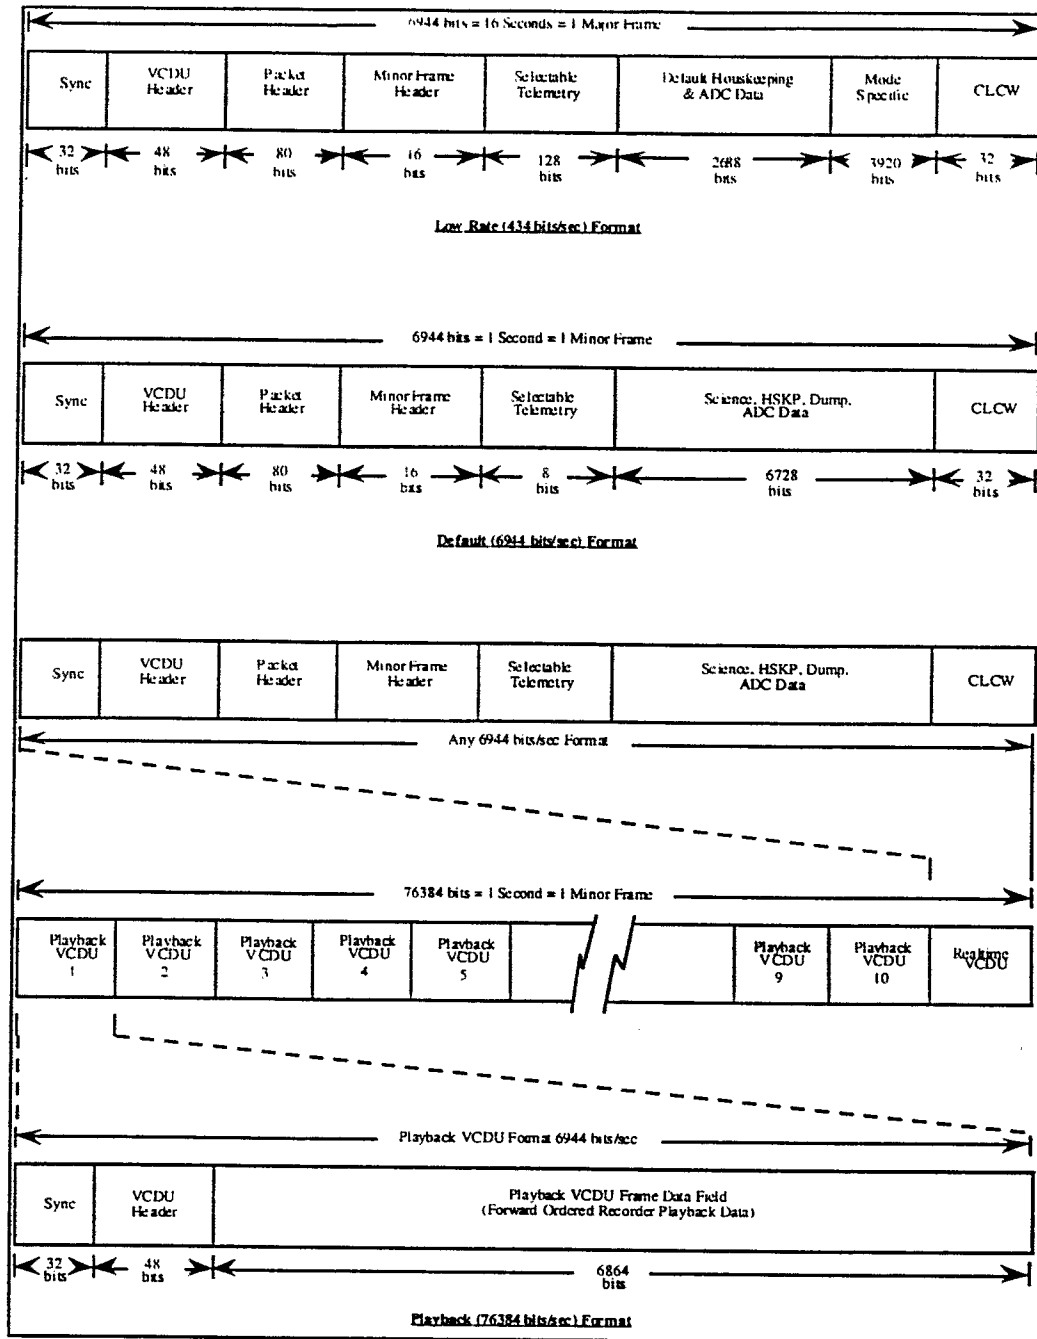 6944 bits = 16 Seconds = 1 Major Frame
Sync
VCDU
Header
Packet
Header
Minor Frame
Header
Selectable
Telemetry
Default Houskeeping
& ADC Data
Mode
Specific
CLCW
32
bits
48
bits
80
bits
16
bits
128
bits
2688
bits
3920
bits
32
bits
Low Rate (434 bits/sec) Format
6944 bits = 1 Second = 1 Minor Frame
Sync
VCDU
Header
Packet
Header
Minor Frame
Header
Selectable
Telemetry
Science, HSKP, Dump,
ADC Data
CLCW
32
bits
48
bits
80
bits
16
bits
8
bits
6728
bits
32
bits
Default (6944 bits/sec) Format
Sync
VCDU
Header
Packet
Header
Minor Frame
Header
Selectable
Telemetry
Science, HSKP, Dump,
ADC Data
CLCW
Any 6944 bits/sec Format
76384 bits = 1 Second = 1 Minor Frame
Playback
VCDU
1
Playback
VCDU
2
Playback
VCDU
3
Playback
VCDU
4
Playback
VCDU
5
Playback
VCDU
9
Playback
VCDU
10
Realtime
VCDU
Playback VCDU Format 6944 bits/sec
Sync
VCDU
Header
Playback VCDU Frame Data Field
(Forward Ordered Recorder Playback Data)
32
bits
48
bits
6864
bits
Playback (76384 bits/sec) Format